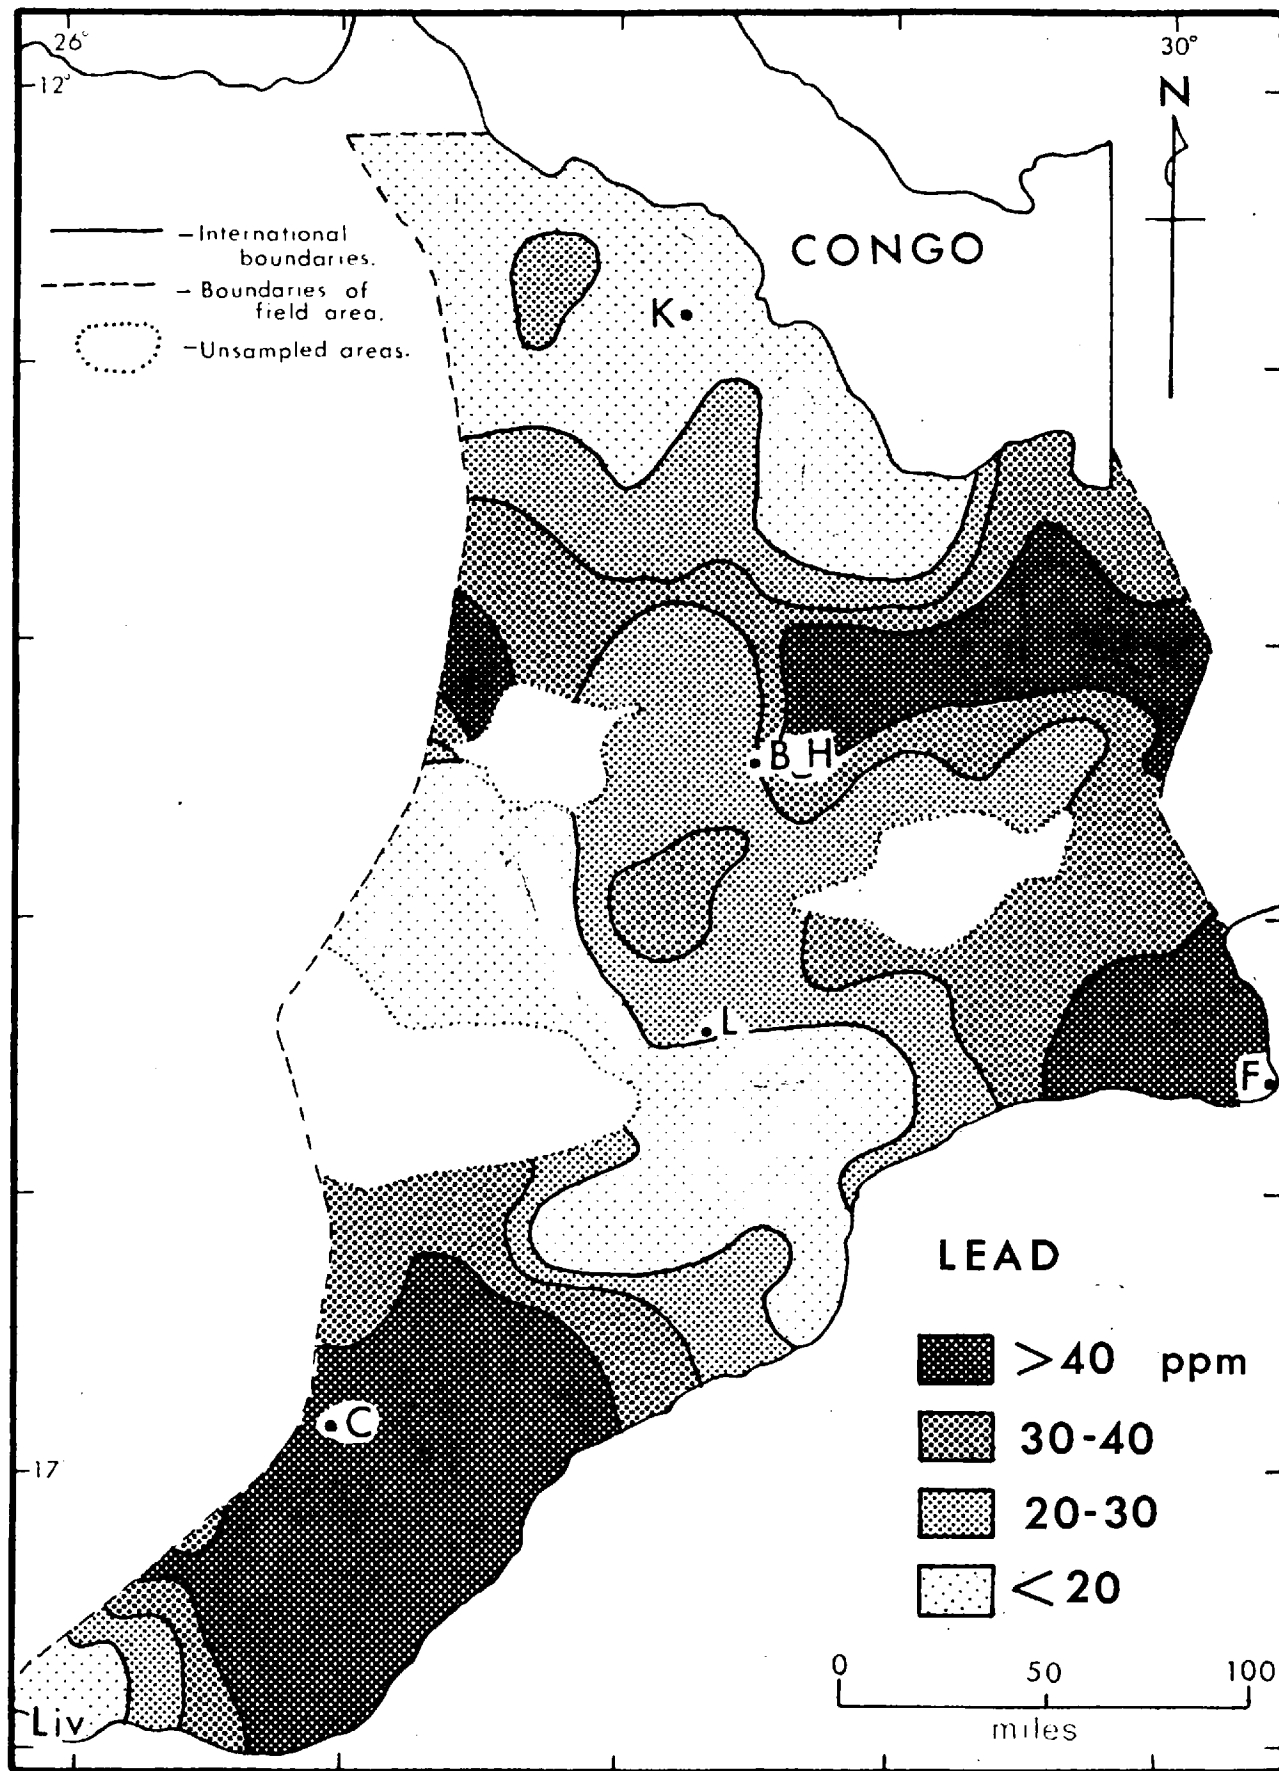 26°
30°
12°
N
—International
boundaries.
CONGO
— Boundaries of
field area.
K
—Unsampled areas.
B_H
L
F
LEAD
>40 ppm
C
30-40
17
20-30
<20
0 50 100
Liv
miles